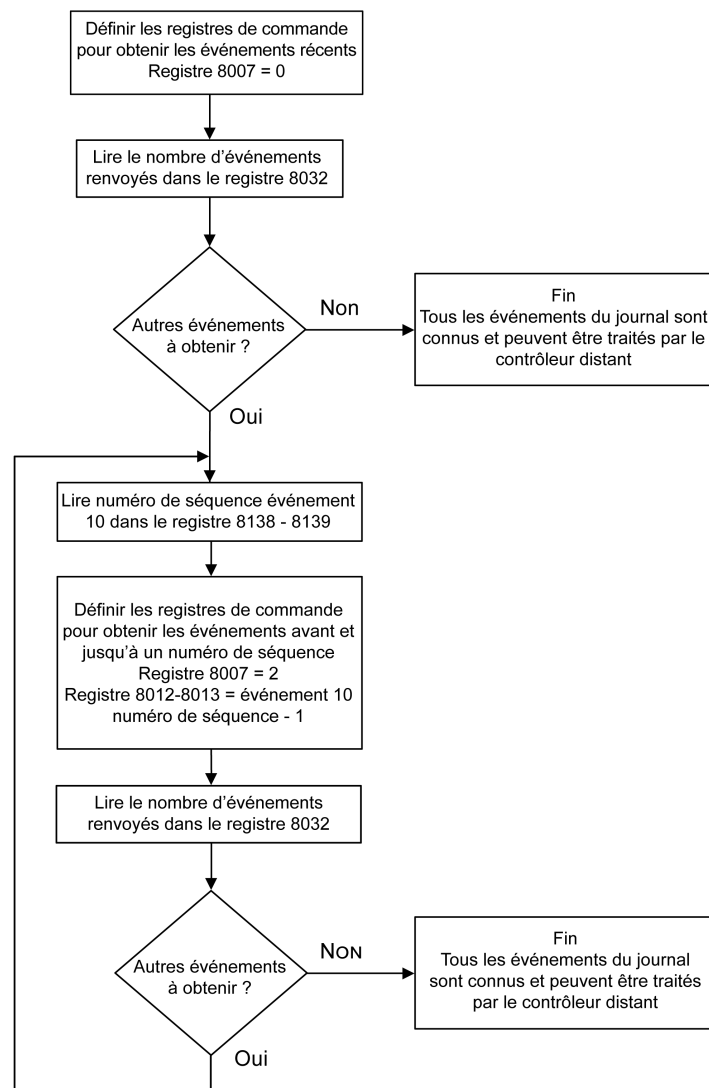 Définir les registres de commande
pour obtenir les événements récents
Registre 8007 = 0
Lire le nombre d'événements
renvoyés dans le registre 8032
Autres événements
à obtenir ?
Non
Fin
Tous les événements du journal sont
connus et peuvent être traités par le
contrôleur distant
Oui
Lire numéro de séquence événement
10 dans le registre 8138 - 8139
Définir les registres de commande
pour obtenir les événements avant et
jusqu'à un numéro de séquence
Registre 8007 = 2
Registre 8012-8013 = événement 10
numéro de séquence - 1
Lire le nombre d'événements
renvoyés dans le registre 8032
Autres événements
à obtenir ?
NON
Fin
Tous les événements du journal
sont connus et peuvent être traités
par le contrôleur distant
Oui